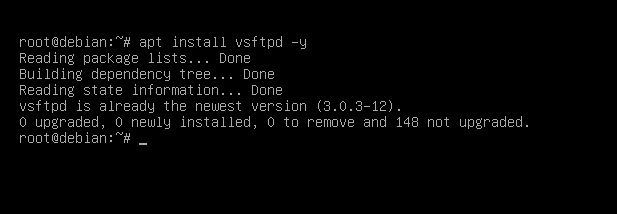 root@debian:~# apt install vsftpd -y
Reading package lists... Done
Building dependency tree... Done
Reading state information... Done
vsftpd is already the newest version (3.0.3-12).
0 upgraded, 0 newly installed, 0 to remove and 148 not upgraded.
root@debian:~# _